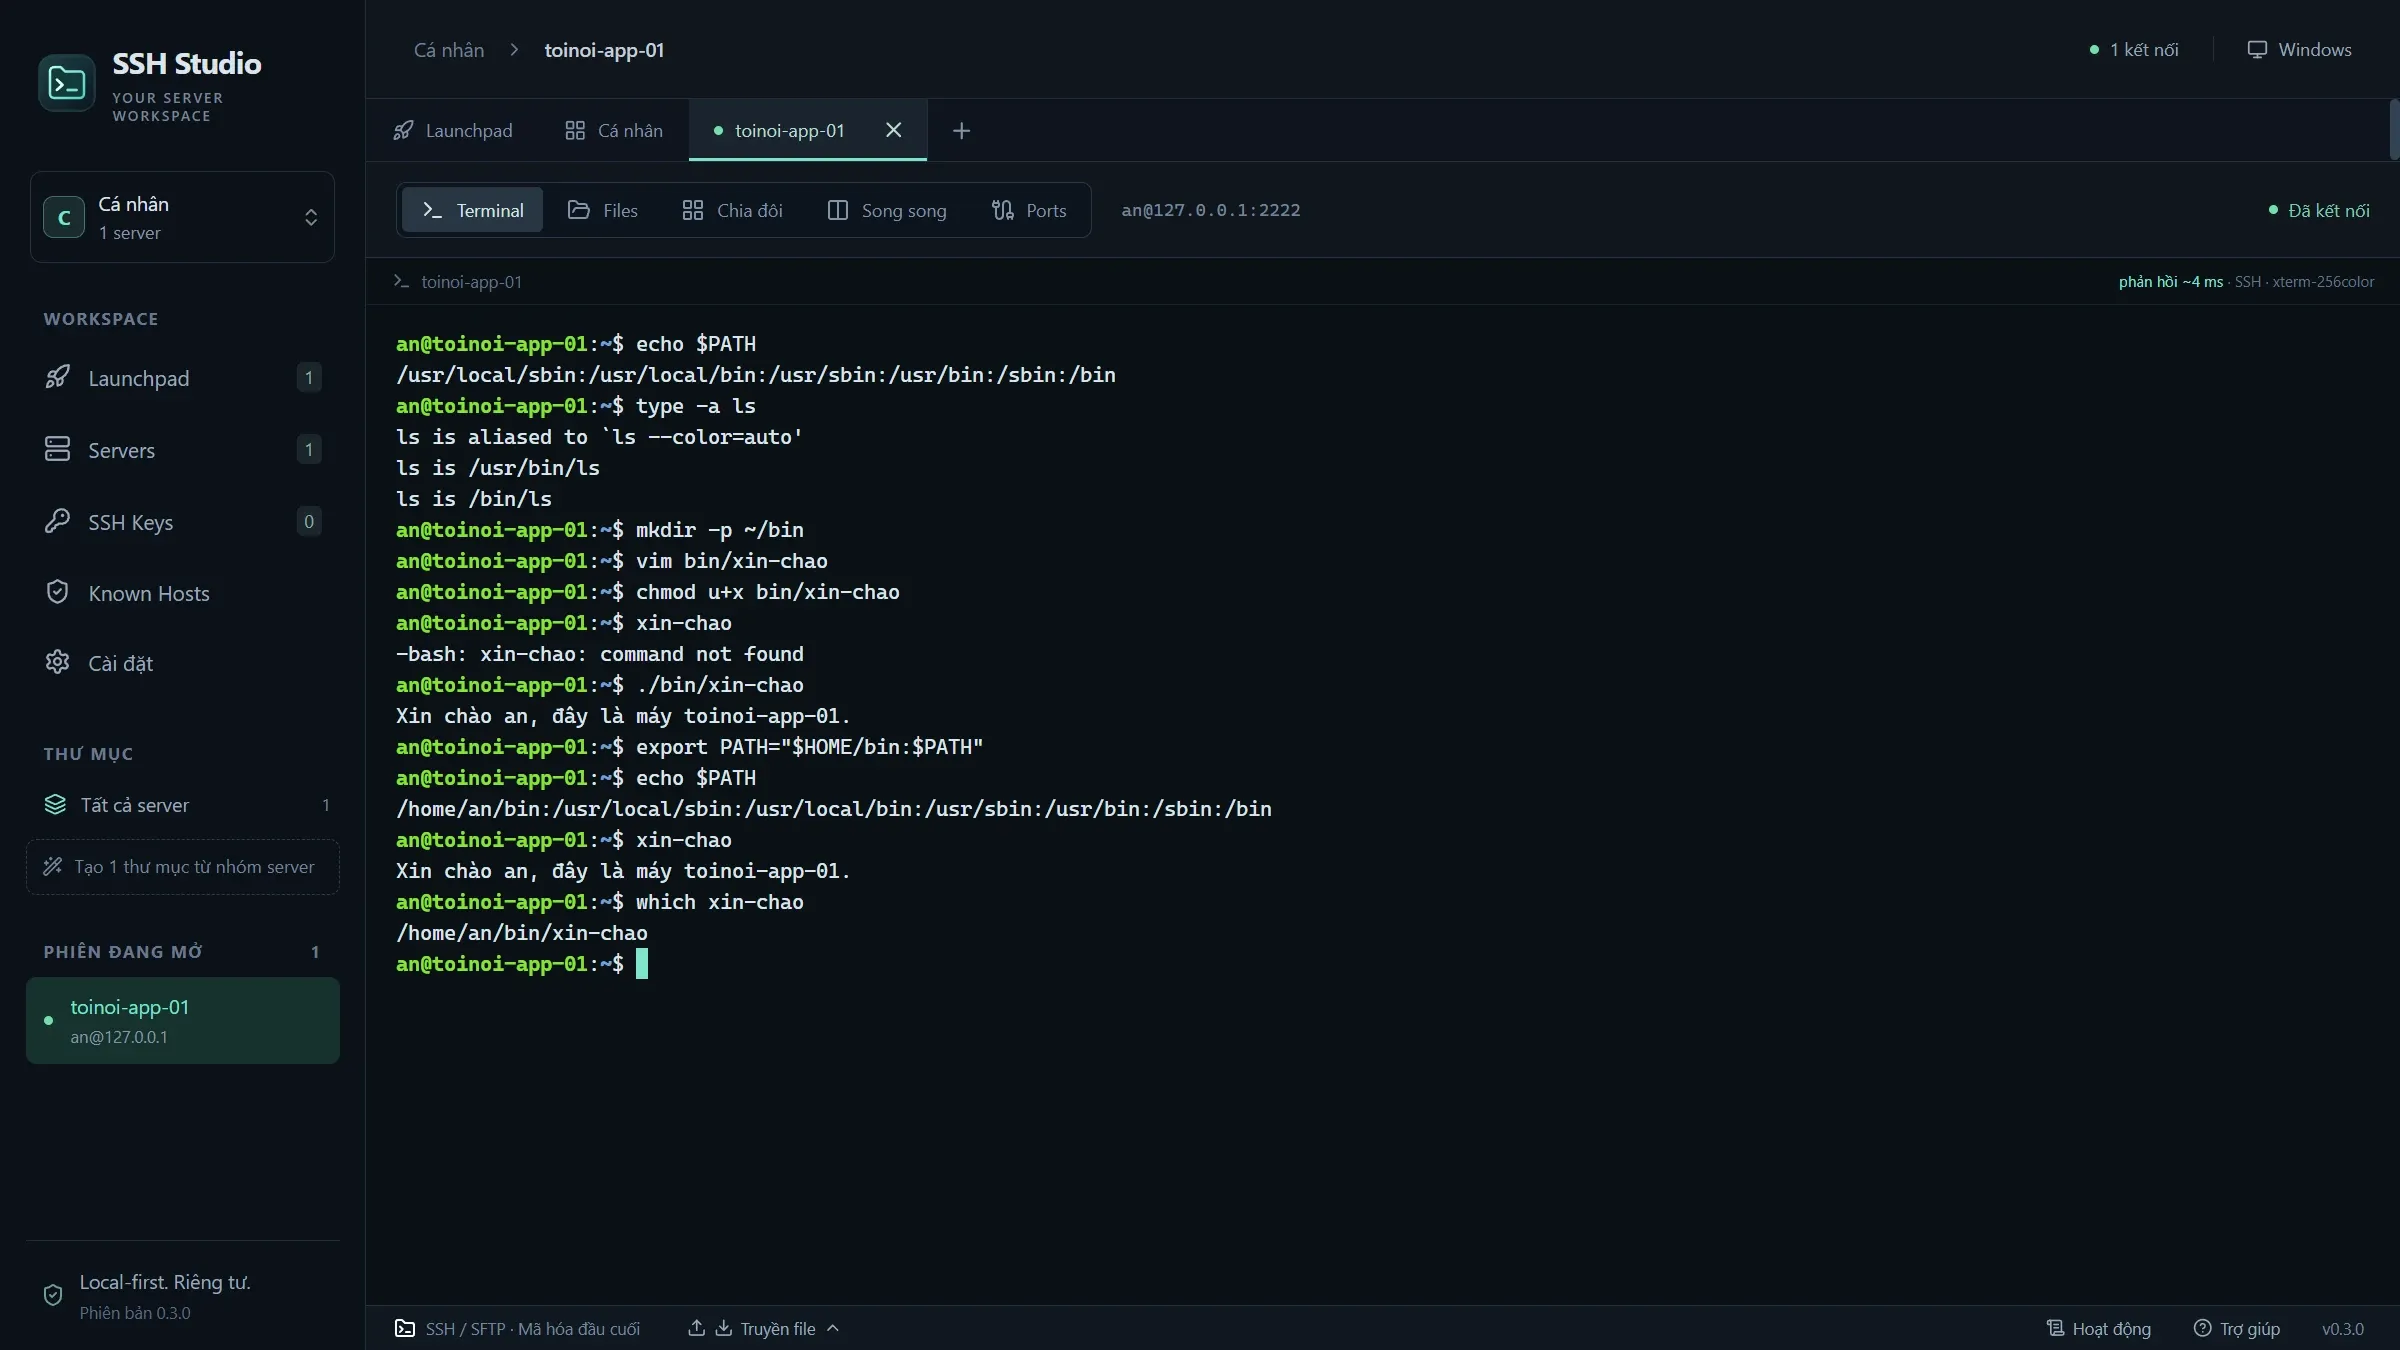 SSH Studio
YOUR SERVER
WORKSPACE
C
Cá nhân
1 server
WORKSPACE
Launchpad 1
Servers 1
SSH Keys 0
Known Hosts
Cài đặt
THƯ MỤC
Tất cả server 1
Tạo 1 thư mục từ nhóm server
PHIÊN ĐANG MỞ 1
toinoi-app-01
an@127.0.0.1
Local-first. Riêng tư.
Phiên bản 0.3.0
Cá nhân > toinoi-app-01
1 kết nối
Windows
Launchpad
Cá nhân
toinoi-app-01
Terminal
Files
Chia đôi
Song song
Ports
an@127.0.0.1:2222
Đã kết nối
toinoi-app-01
phản hồi ~4 ms · SSH · xterm-256color
an@toinoi-app-01:~$ echo $PATH
/usr/local/sbin:/usr/local/bin:/usr/sbin:/usr/bin:/sbin:/bin
an@toinoi-app-01:~$ type -a ls
ls is aliased to `ls --color=auto'
ls is /usr/bin/ls
ls is /bin/ls
an@toinoi-app-01:~$ mkdir -p ~/bin
an@toinoi-app-01:~$ vim bin/xin-chao
an@toinoi-app-01:~$ chmod u+x bin/xin-chao
an@toinoi-app-01:~$ xin-chao
-bash: xin-chao: command not found
an@toinoi-app-01:~$ ./bin/xin-chao
Xin chào an, đây là máy toinoi-app-01.
an@toinoi-app-01:~$ export PATH="$HOME/bin:$PATH"
an@toinoi-app-01:~$ echo $PATH
/home/an/bin:/usr/local/sbin:/usr/local/bin:/usr/sbin:/usr/bin:/sbin:/bin
an@toinoi-app-01:~$ xin-chao
Xin chào an, đây là máy toinoi-app-01.
an@toinoi-app-01:~$ which xin-chao
/home/an/bin/xin-chao
an@toinoi-app-01:~$
SSH / SFTP · Mã hóa đầu cuối
Truyền file
Hoạt động
Trợ giúp
v0.3.0